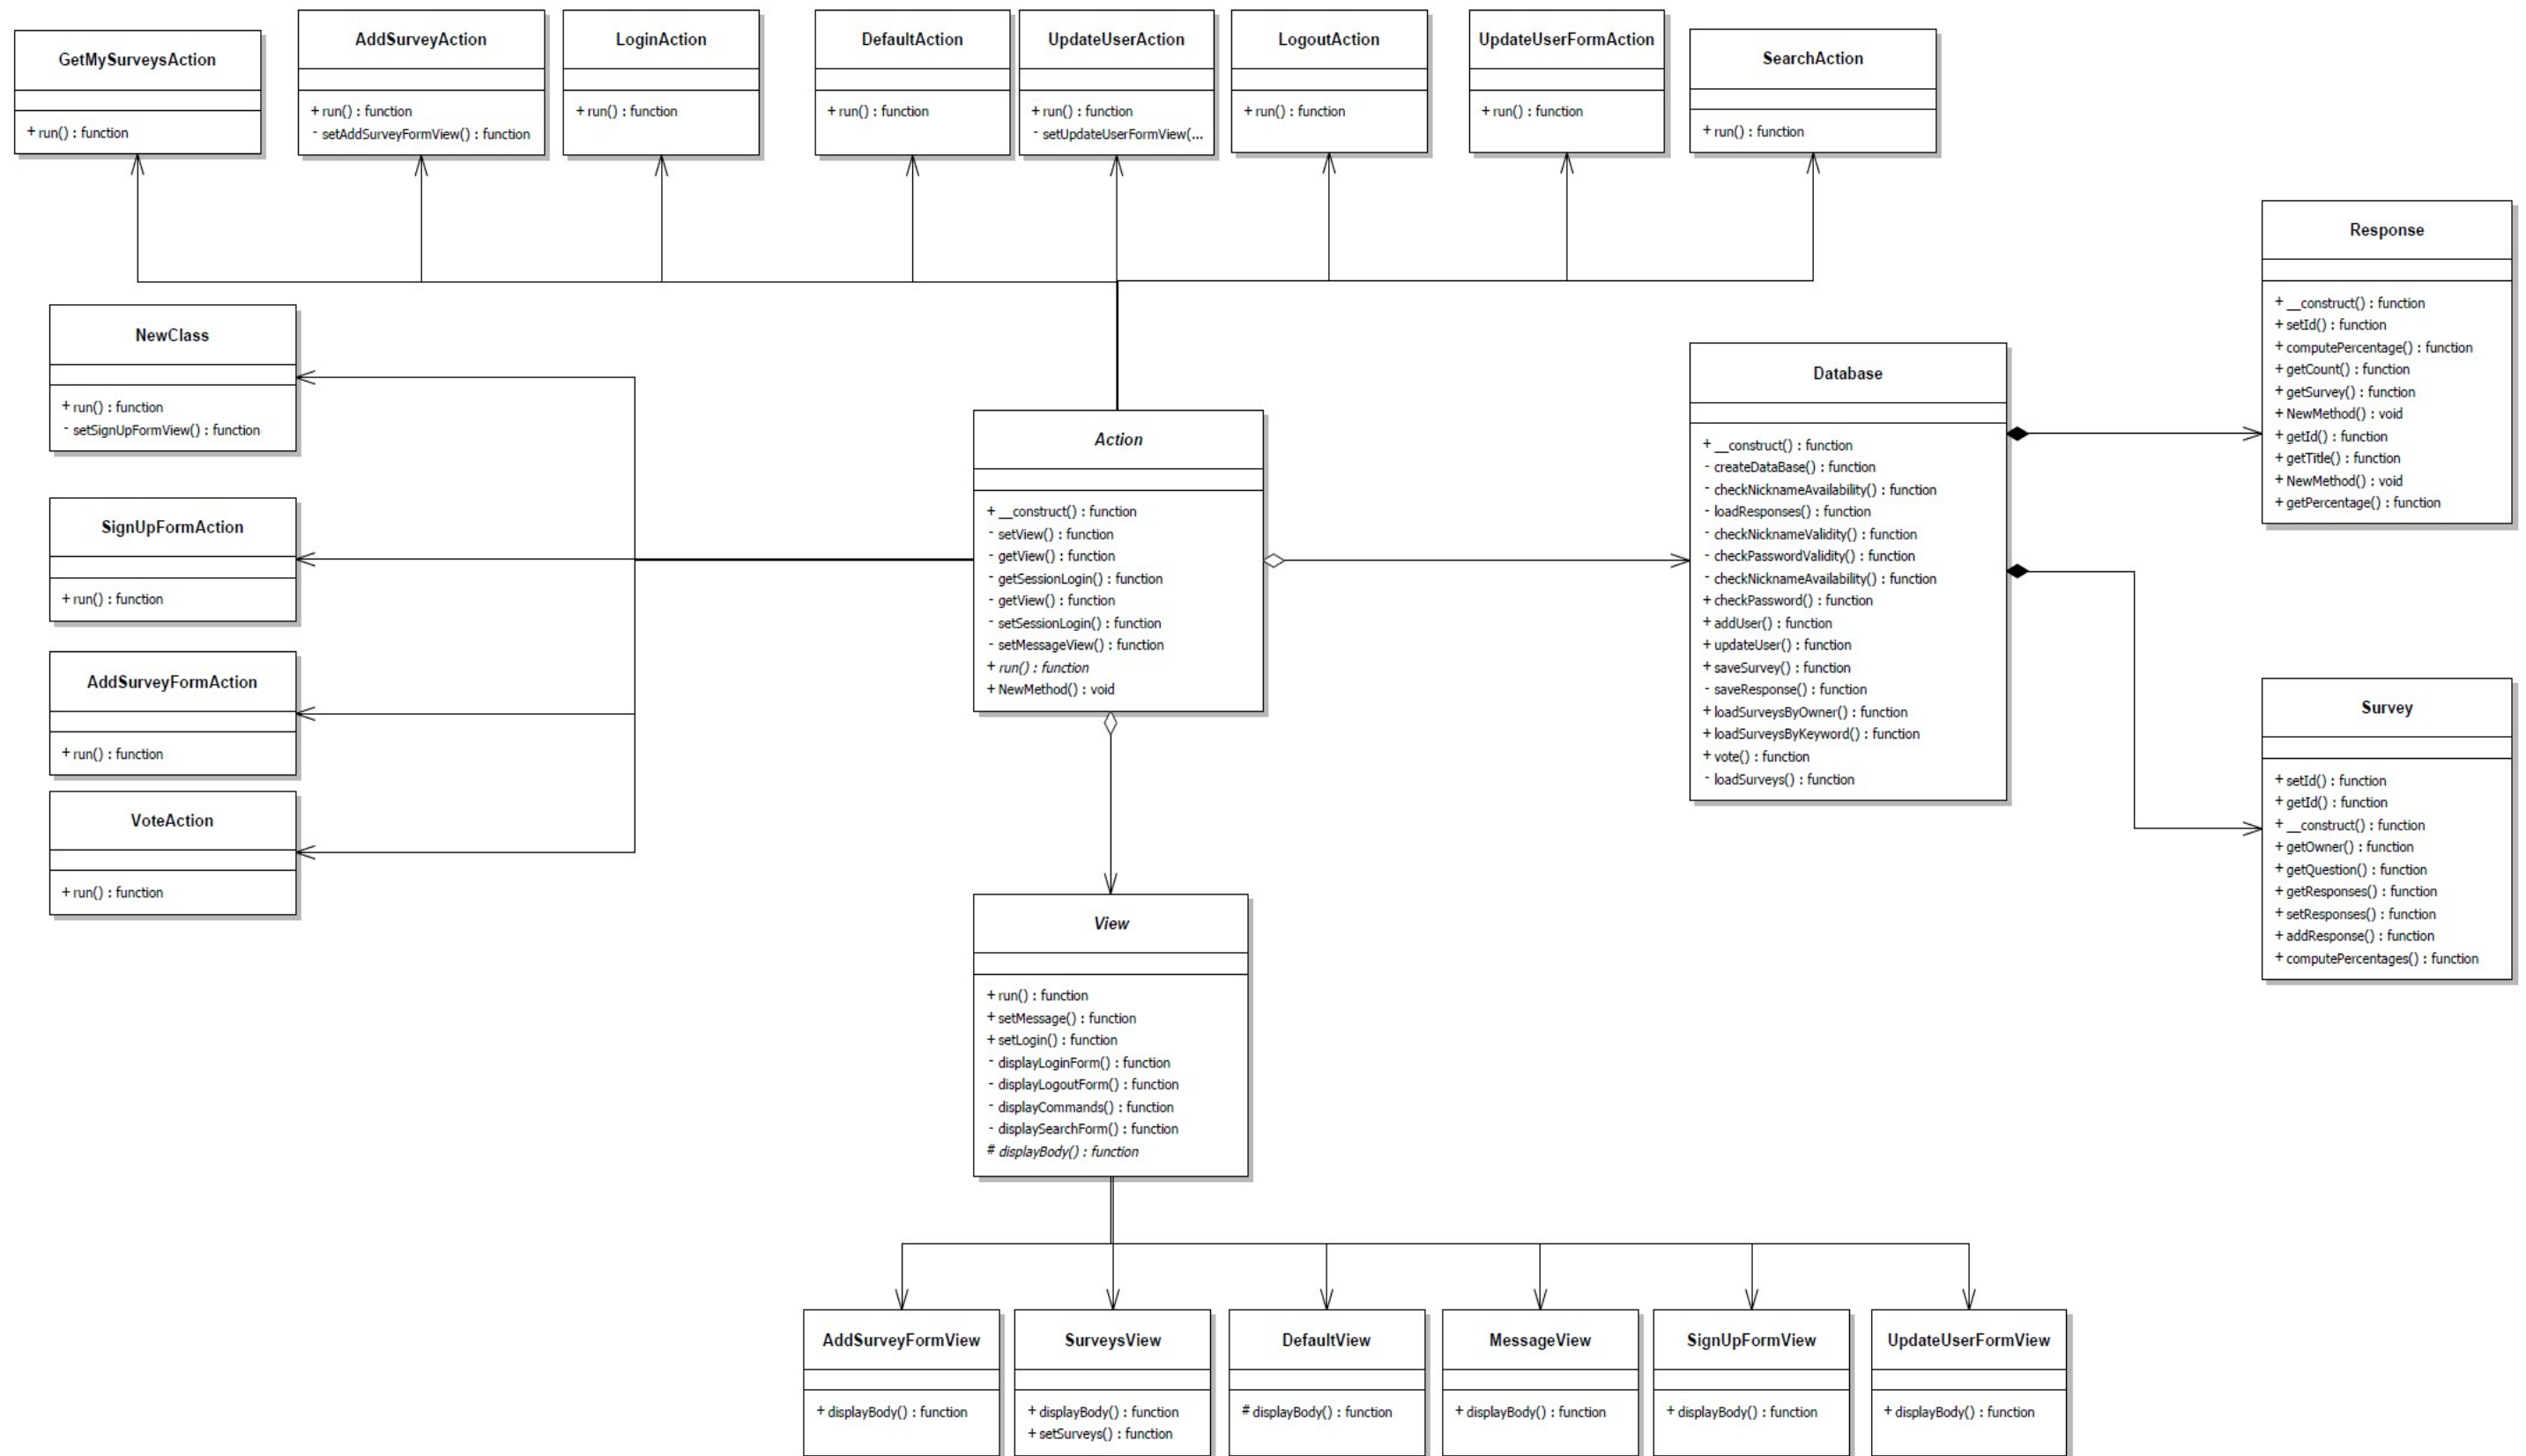 GetMySurveysAction
+ run() : function
AddSurveyAction
+ run() : function
- setAddSurveyFormView() : function
LoginAction
+ run() : function
DefaultAction
+ run() : function
UpdateUserAction
+ run() : function
- setUpdateUserFormView(...
LogoutAction
+ run() : function
UpdateUserFormAction
+ run() : function
SearchAction
+ run() : function
Response
+ __construct() : function
+ setId() : function
+ computePercentage() : function
+ getCount() : function
+ getSurvey() : function
+ NewMethod() : void
+ getId() : function
+ getTitle() : function
+ NewMethod() : void
+ getPercentage() : function
NewClass
+ run() : function
- setSignUpFormView() : function
SignUpFormAction
+ run() : function
AddSurveyFormAction
+ run() : function
VoteAction
+ run() : function
Action
+ __construct() : function
- setView() : function
- getView() : function
- getSessionLogin() : function
- getView() : function
- setSessionLogin() : function
- setMessageView() : function
+ run() : function
+ NewMethod() : void
Database
+ __construct() : function
- createDataBase() : function
- checkNicknameAvailability() : function
- loadResponses() : function
- checkNicknameValidity() : function
- checkPasswordValidity() : function
- checkNicknameAvailability() : function
+ checkPassword() : function
+ addUser() : function
+ updateUser() : function
+ saveSurvey() : function
- saveResponse() : function
+ loadSurveysByOwner() : function
+ loadSurveysByKeyword() : function
+ vote() : function
- loadSurveys() : function
Survey
+ setId() : function
+ getId() : function
+ __construct() : function
+ getOwner() : function
+ getQuestion() : function
+ getResponses() : function
+ setResponses() : function
+ addResponse() : function
+ computePercentages() : function
View
+ run() : function
+ setMessage() : function
+ setLogin() : function
- displayLoginForm() : function
- displayLogoutForm() : function
- displayCommands() : function
- displaySearchForm() : function
# displayBody() : function
AddSurveyFormView
+ displayBody() : function
SurveysView
+ displayBody() : function
+ setSurveys() : function
DefaultView
# displayBody() : function
MessageView
+ displayBody() : function
SignUpFormView
+ displayBody() : function
UpdateUserFormView
+ displayBody() : function